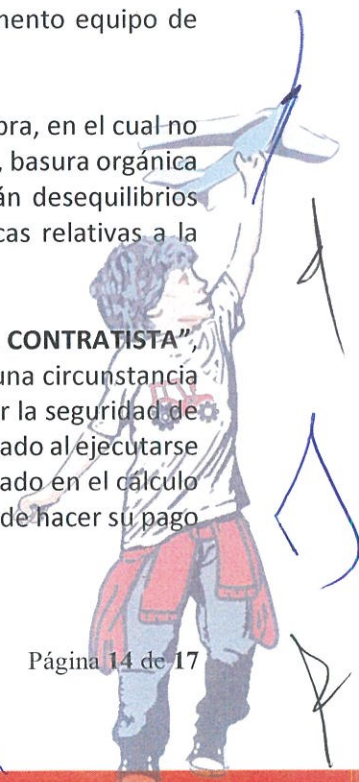 mento equipo de
bra, en el cual no
, basura orgánica
án desequilibrios
cas relativas a la
CONTRATISTA",
una circunstancia
r la seguridad de
ado al ejecutarse
ado en el cálculo
de hacer su pago
Página 14 de 17